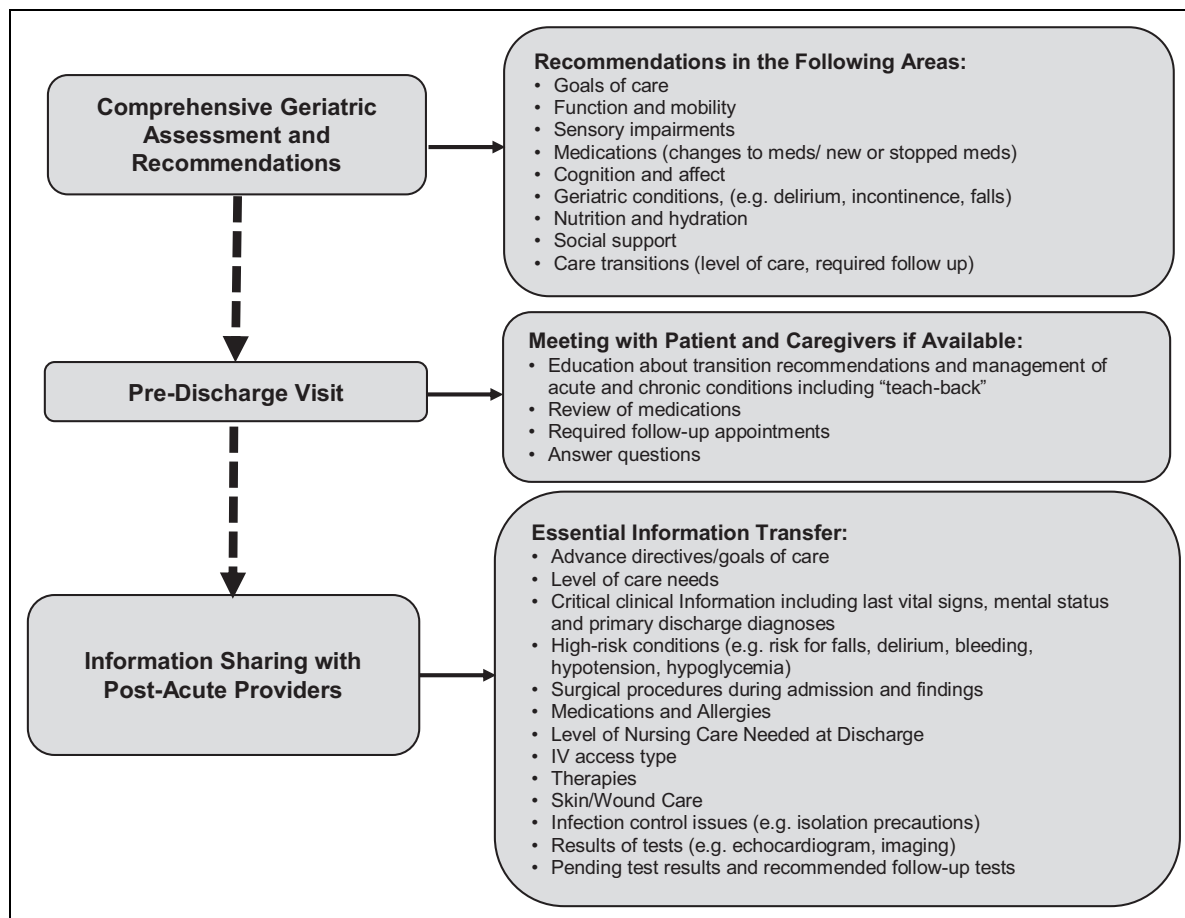 Comprehensive Geriatric
Assessment and
Recommendations
Recommendations in the Following Areas:
• Goals of care
• Function and mobility
• Sensory impairments
• Medications (changes to meds/ new or stopped meds)
• Cognition and affect
• Geriatric conditions, (e.g. delirium, incontinence, falls)
• Nutrition and hydration
• Social support
• Care transitions (level of care, required follow up)
Pre-Discharge Visit
Meeting with Patient and Caregivers if Available:
• Education about transition recommendations and management of
acute and chronic conditions including “teach-back”
• Review of medications
• Required follow-up appointments
• Answer questions
Information Sharing with
Post-Acute Providers
Essential Information Transfer:
• Advance directives/goals of care
• Level of care needs
• Critical clinical Information including last vital signs, mental status
and primary discharge diagnoses
• High-risk conditions (e.g. risk for falls, delirium, bleeding,
hypotension, hypoglycemia)
• Surgical procedures during admission and findings
• Medications and Allergies
• Level of Nursing Care Needed at Discharge
• IV access type
• Therapies
• Skin/Wound Care
• Infection control issues (e.g. isolation precautions)
• Results of tests (e.g. echocardiogram, imaging)
• Pending test results and recommended follow-up tests